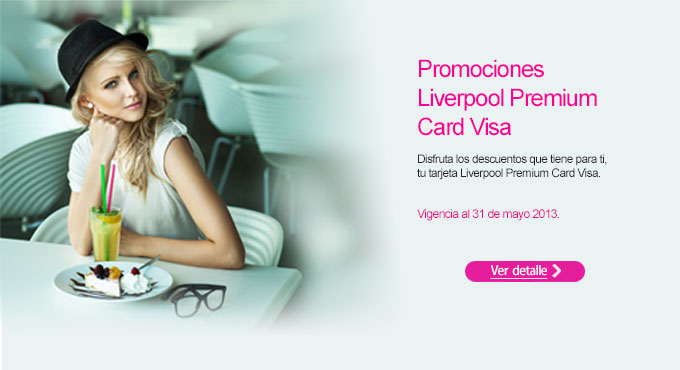 Promociones
Liverpool Premium
Card Visa
Disfruta los descuentos que tiene para ti,
tu tarjeta Liverpool Premium Card Visa.
Vigencia al 31 de mayo 2013.
Ver detalle